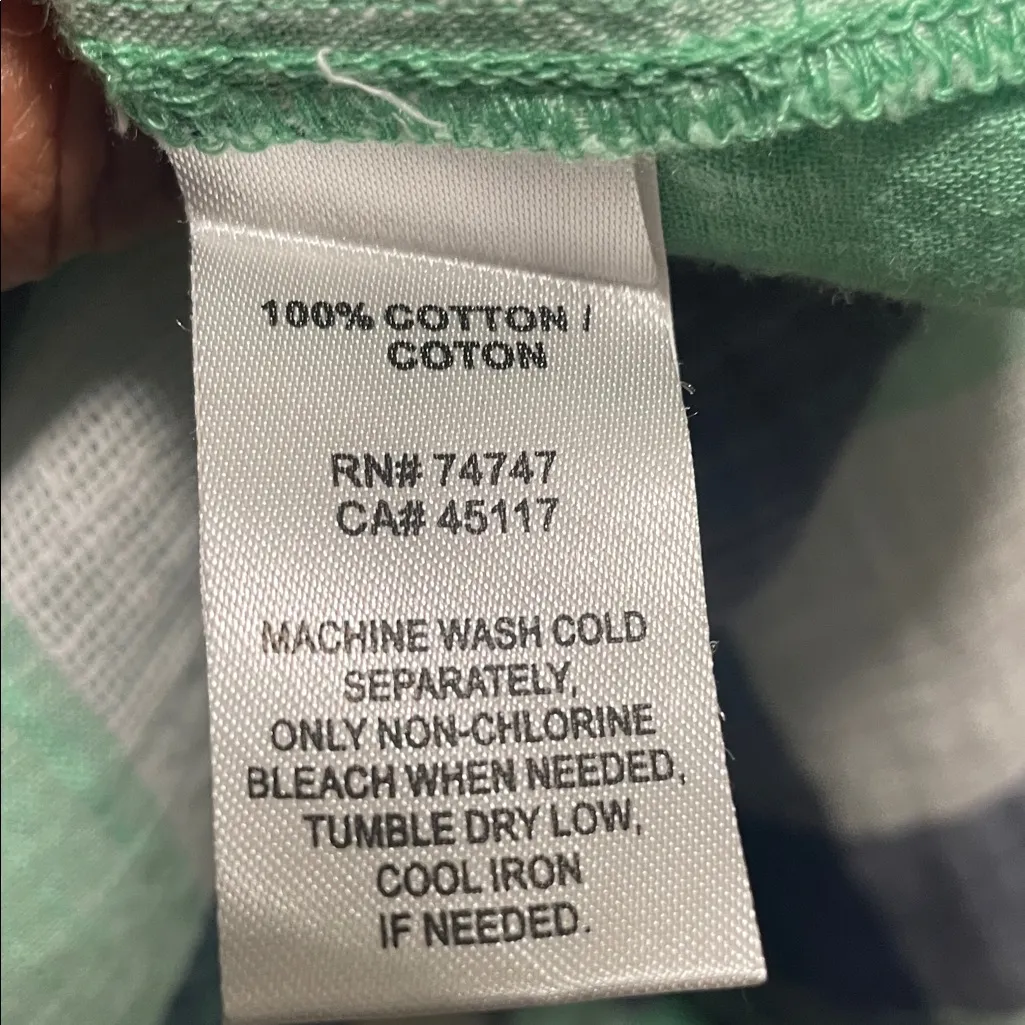 100% COTTON /
COTON
RN# 74747
CA# 45117
MACHINE WASH COLD
SEPARATELY,
ONLY NON-CHLORINE
BLEACH WHEN NEEDED,
TUMBLE DRY LOW,
COOL IRON
IF NEEDED.